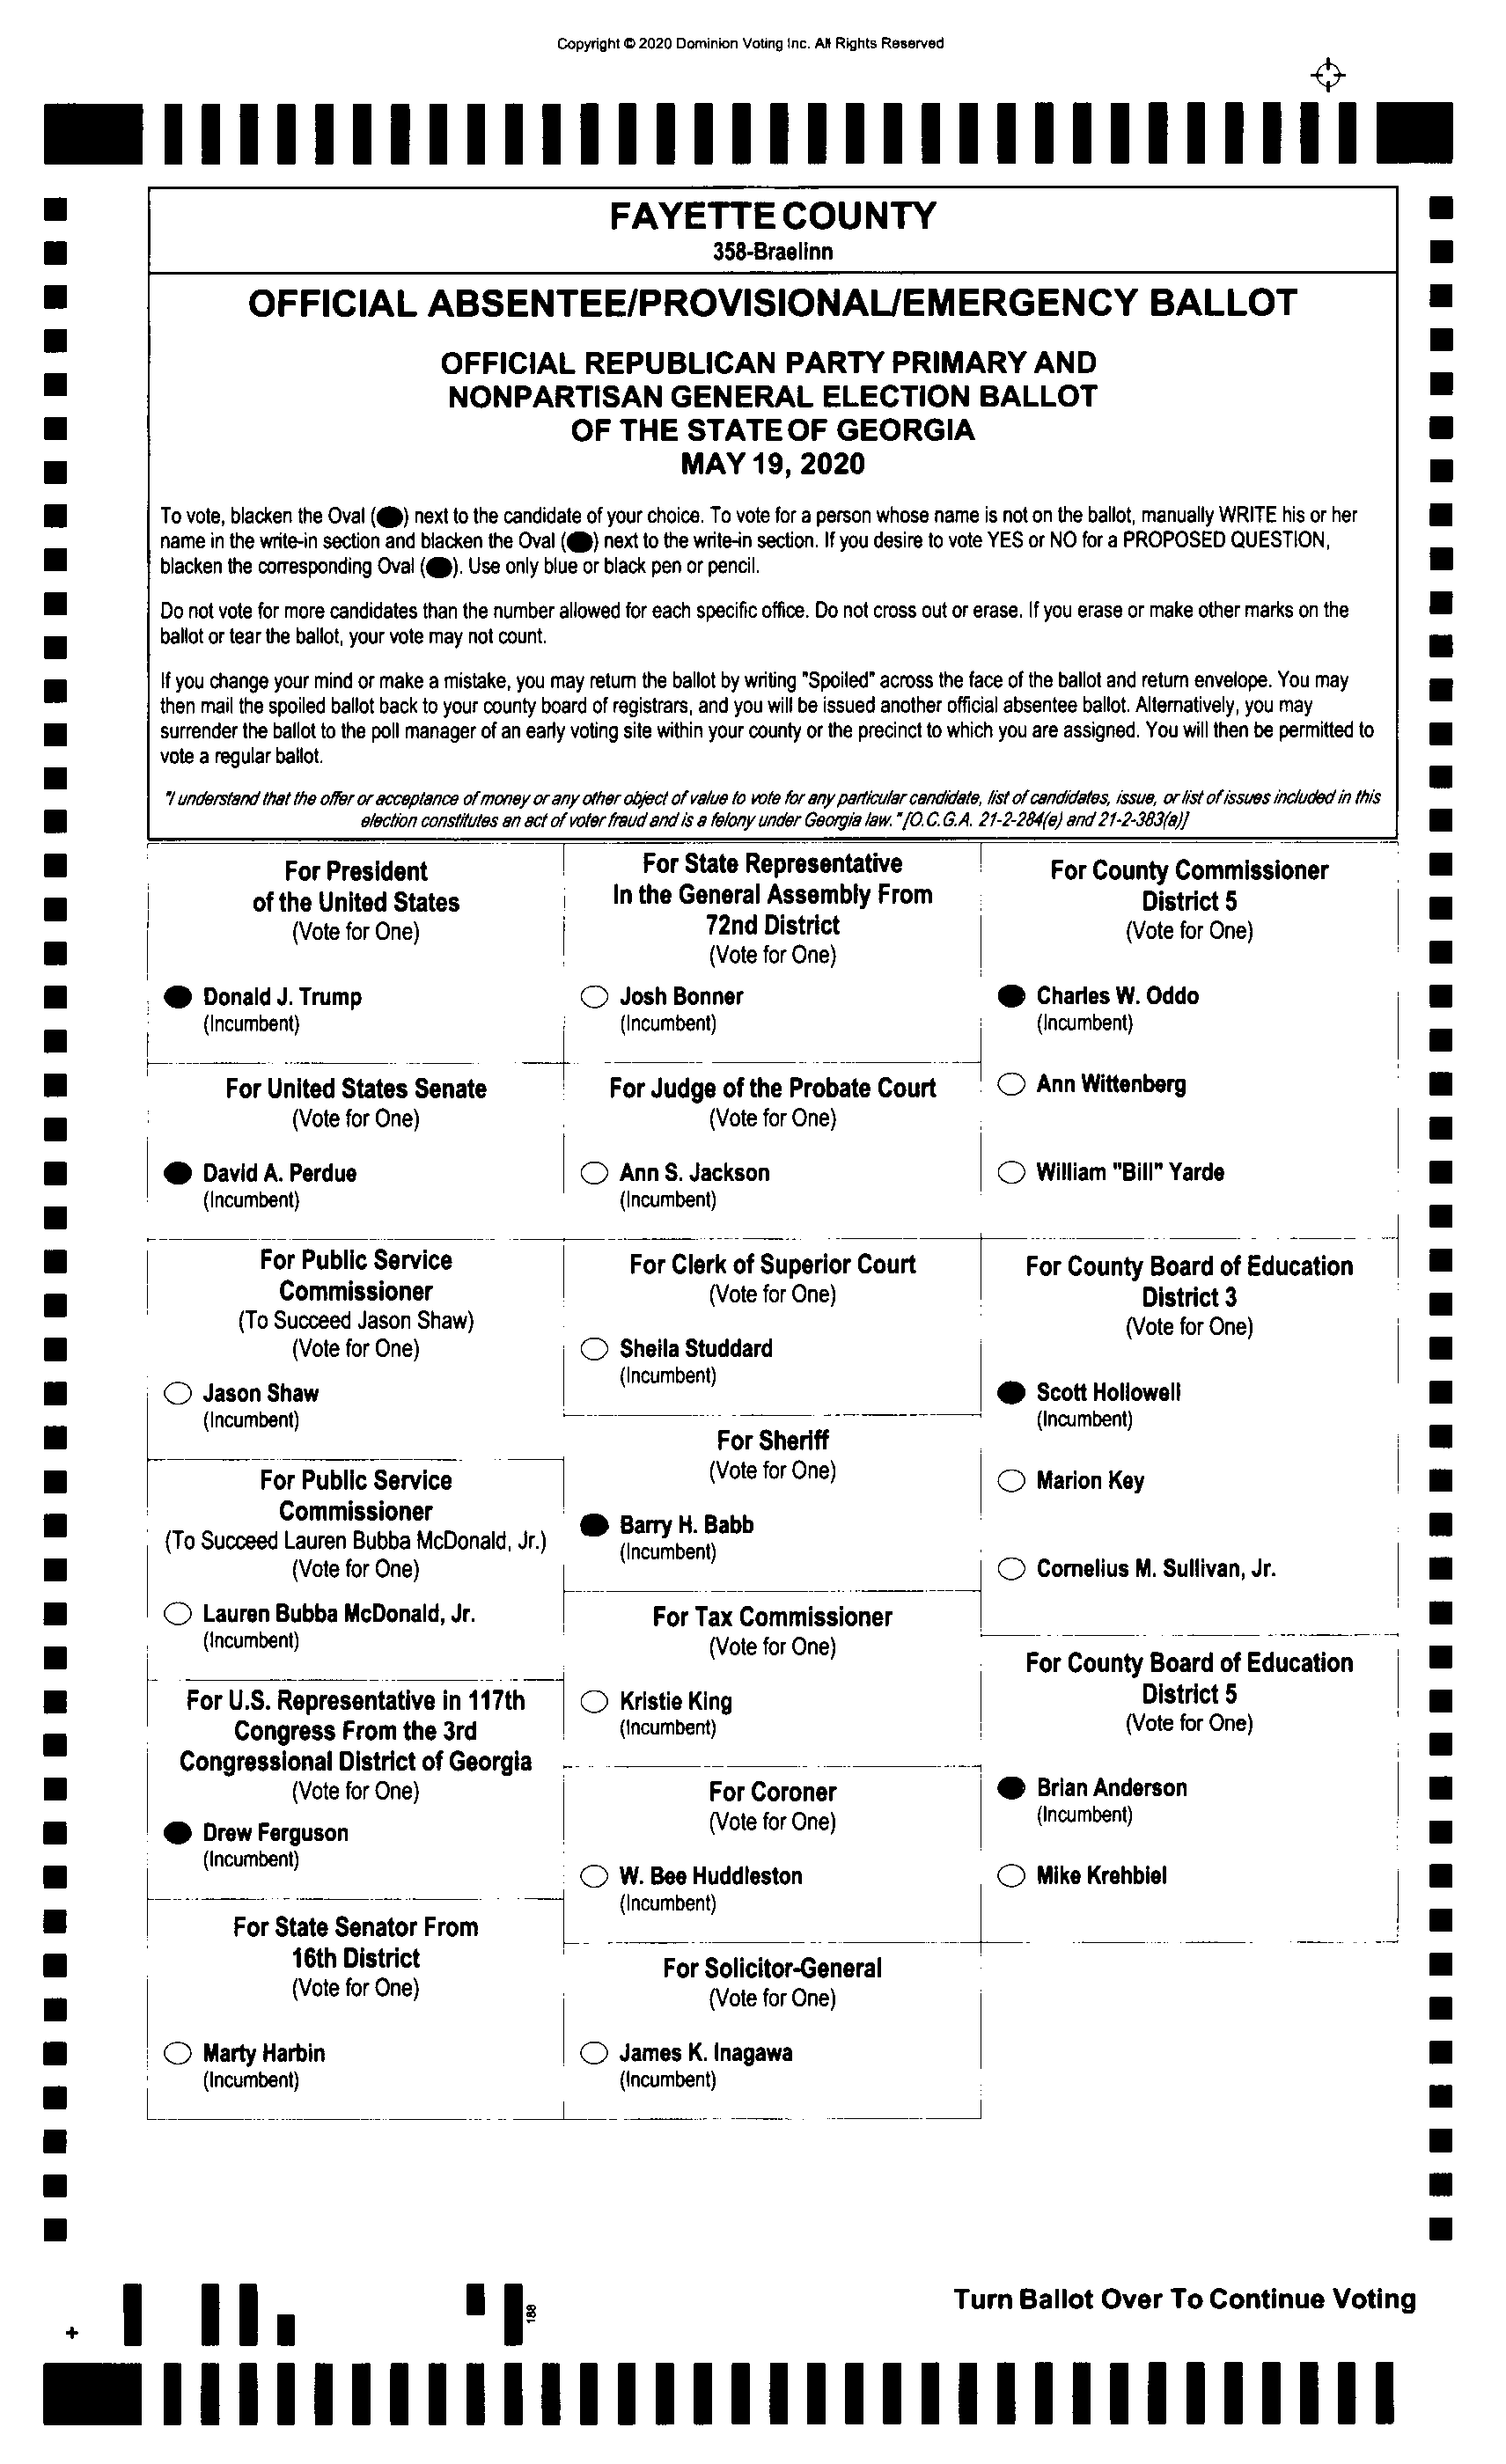 Copyright © 2020 Dominion Voting Inc. All Rights Reserved
FAYETTE COUNTY
358-Braelinn
OFFICIAL ABSENTEE/PROVISIONAL/EMERGENCY BALLOT
OFFICIAL REPUBLICAN PARTY PRIMARY AND
NONPARTISAN GENERAL ELECTION BALLOT
OF THE STATE OF GEORGIA
MAY 19, 2020
To vote, blacken the Oval (●) next to the candidate of your choice. To vote for a person whose name is not on the ballot, manually WRITE his or her
name in the write-in section and blacken the Oval (●) next to the write-in section. If you desire to vote YES or NO for a PROPOSED QUESTION,
blacken the corresponding Oval (●). Use only blue or black pen or pencil.
Do not vote for more candidates than the number allowed for each specific office. Do not cross out or erase. If you erase or make other marks on the
ballot or tear the ballot, your vote may not count.
If you change your mind or make a mistake, you may return the ballot by writing "Spoiled" across the face of the ballot and return envelope. You may
then mail the spoiled ballot back to your county board of registrars, and you will be issued another official absentee ballot. Alternatively, you may
surrender the ballot to the poll manager of an early voting site within your county or the precinct to which you are assigned. You will then be permitted to
vote a regular ballot.
"I understand that the offer or acceptance of money or any other object of value to vote for any particular candidate, list of candidates, issue, or list of issues included in this
election constitutes an act of voter fraud and is a felony under Georgia law." [O.C.G.A. 21-2-284(e) and 21-2-383(a)]
For President
of the United States
(Vote for One)
Donald J. Trump
(Incumbent)
For United States Senate
(Vote for One)
David A. Perdue
(Incumbent)
For Public Service
Commissioner
(To Succeed Jason Shaw)
(Vote for One)
Jason Shaw
(Incumbent)
For Public Service
Commissioner
(To Succeed Lauren Bubba McDonald, Jr.)
(Vote for One)
Lauren Bubba McDonald, Jr.
(Incumbent)
For U.S. Representative in 117th
Congress From the 3rd
Congressional District of Georgia
(Vote for One)
Drew Ferguson
(Incumbent)
For State Senator From
16th District
(Vote for One)
Marty Harbin
(Incumbent)
For State Representative
In the General Assembly From
72nd District
(Vote for One)
Josh Bonner
(Incumbent)
For Judge of the Probate Court
(Vote for One)
Ann S. Jackson
(Incumbent)
For Clerk of Superior Court
(Vote for One)
Sheila Studdard
(Incumbent)
For Sheriff
(Vote for One)
Barry H. Babb
(Incumbent)
For Tax Commissioner
(Vote for One)
Kristie King
(Incumbent)
For Coroner
(Vote for One)
W. Bee Huddleston
(Incumbent)
For Solicitor-General
(Vote for One)
James K. Inagawa
(Incumbent)
For County Commissioner
District 5
(Vote for One)
Charles W. Oddo
(Incumbent)
Ann Wittenberg
William "Bill" Yarde
For County Board of Education
District 3
(Vote for One)
Scott Hollowell
(Incumbent)
Marion Key
Cornelius M. Sullivan, Jr.
For County Board of Education
District 5
(Vote for One)
Brian Anderson
(Incumbent)
Mike Krehbiel
Turn Ballot Over To Continue Voting
188
+